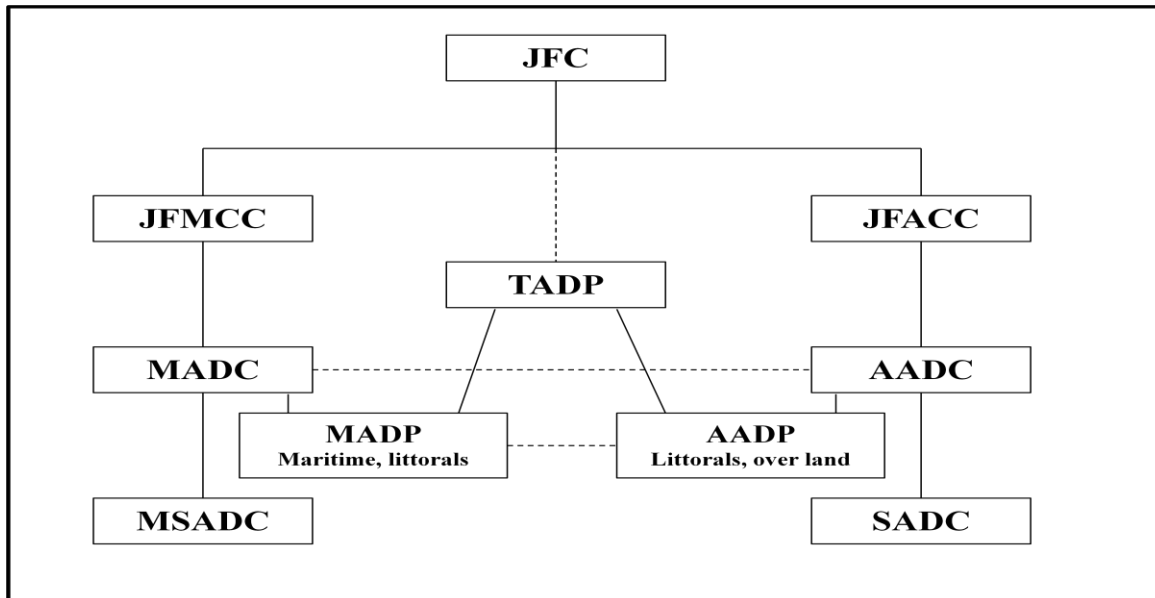 JFC
JFMCC
JFACC
TADP
MADC
AADC
MADP
Maritime, littorals
AADP
Littorals, over land
MSADC
SADC